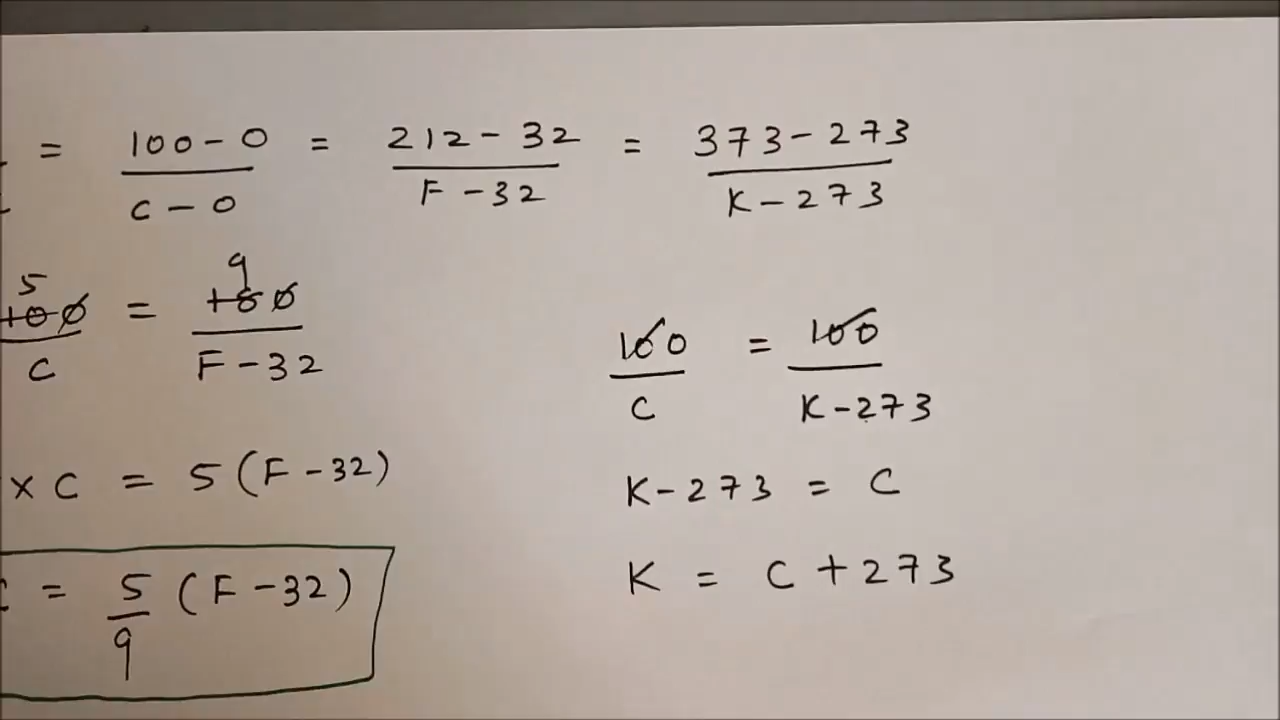 = 100-0 / C-0 = 212-32 / F-32 = 373-273 / K-273
5 9
100 / C = 180 / F-32
100 / C = 100 / K-273
x C = 5 (F-32)
K-273 = C
C = 5/9 (F-32)
K = C + 273